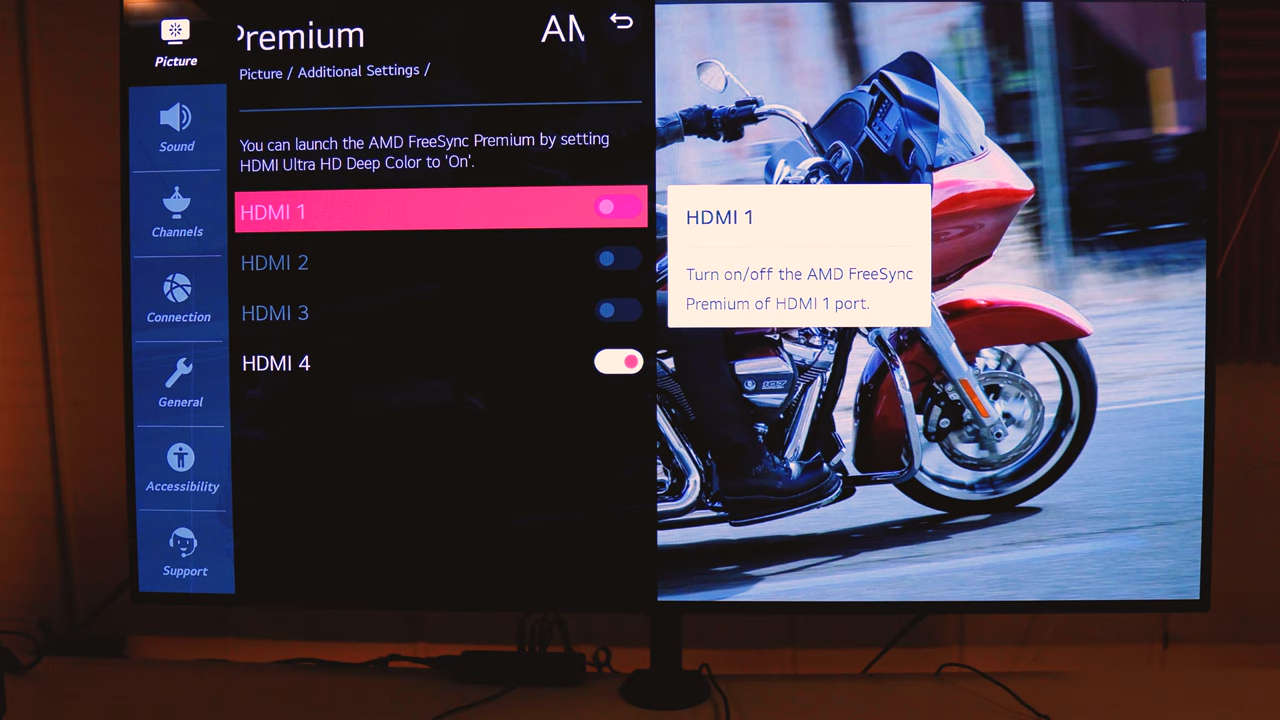 Premium AM
Picture / Additional Settings /
You can launch the AMD FreeSync Premium by setting
HDMI Ultra HD Deep Color to 'On'.
HDMI 1
HDMI 2
HDMI 3
HDMI 4
Picture
Sound
Channels
Connection
General
Accessibility
Support
HDMI 1
Turn on/off the AMD FreeSync
Premium of HDMI 1 port.
107